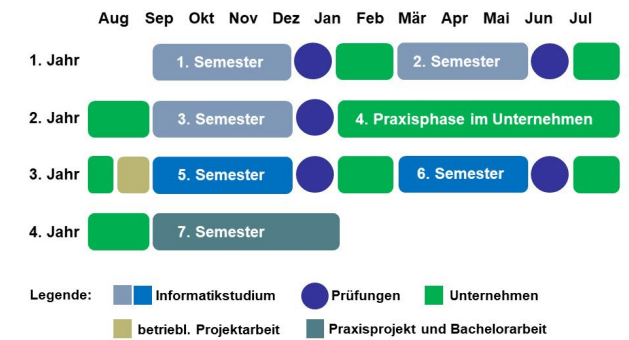 Aug Sep Okt Nov Dez Jan Feb Mär Apr Mai Jun Jul
1. Jahr 1. Semester 2. Semester
2. Jahr 3. Semester 4. Praxisphase im Unternehmen
3. Jahr 5. Semester 6. Semester
4. Jahr 7. Semester
Legende: Informatikstudium Prüfungen Unternehmen
betriebl. Projektarbeit Praxisprojekt und Bachelorarbeit